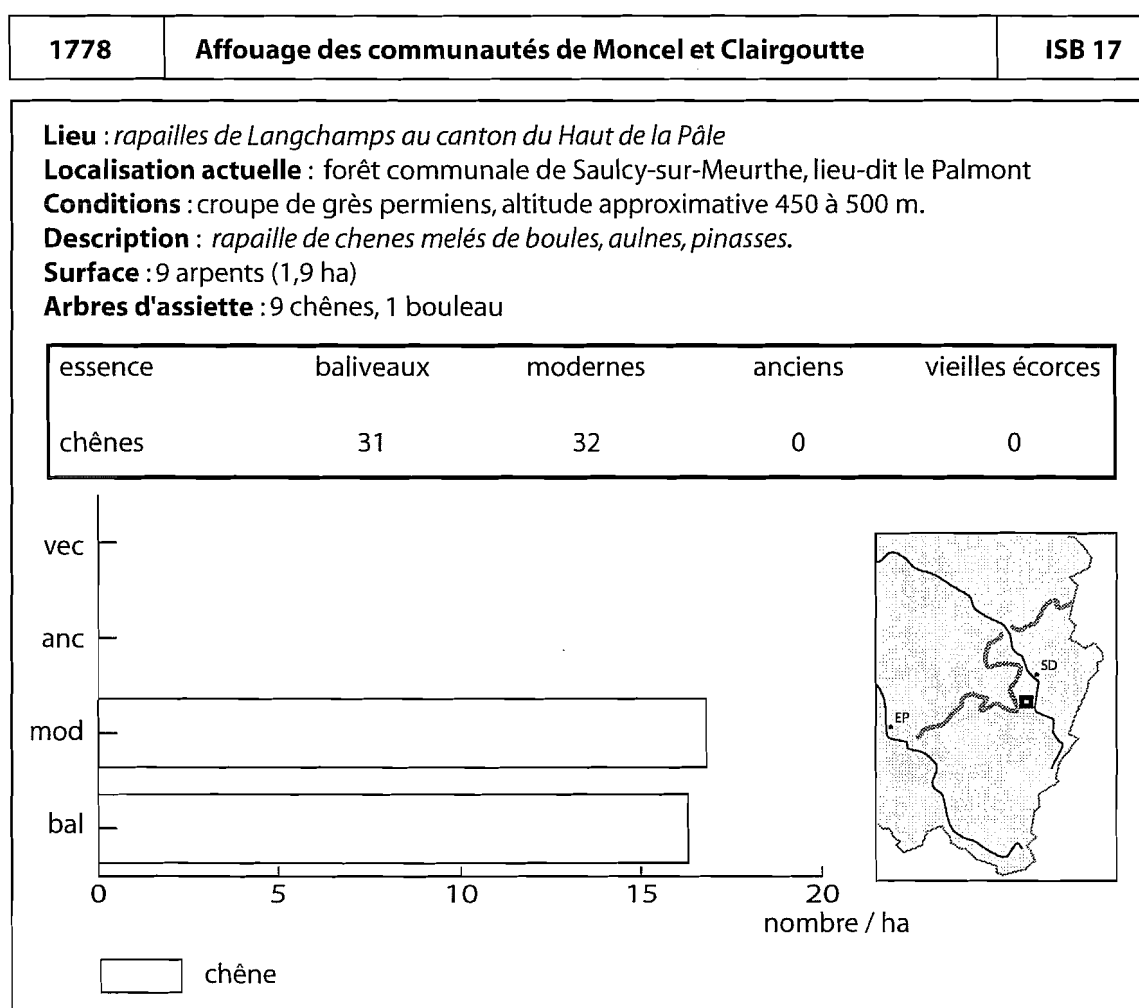 1778 Affouage des communautés de Moncel et Clairgoutte ISB 17
Lieu : rapailles de Langchamps au canton du Haut de la Pâle
Localisation actuelle : forêt communale de Saulcy-sur-Meurthe, lieu-dit le Palmont
Conditions : croupe de grès permiens, altitude approximative 450 à 500 m.
Description : rapaille de chenes melés de boules, aulnes, pinasses.
Surface : 9 arpents (1,9 ha)
Arbres d'assiette : 9 chênes, 1 bouleau
essence baliveaux modernes anciens vieilles écorces
chênes 31 32 0 0
vec
anc
mod
bal
0 5 10 15 20
nombre / ha
chêne
SD
EP